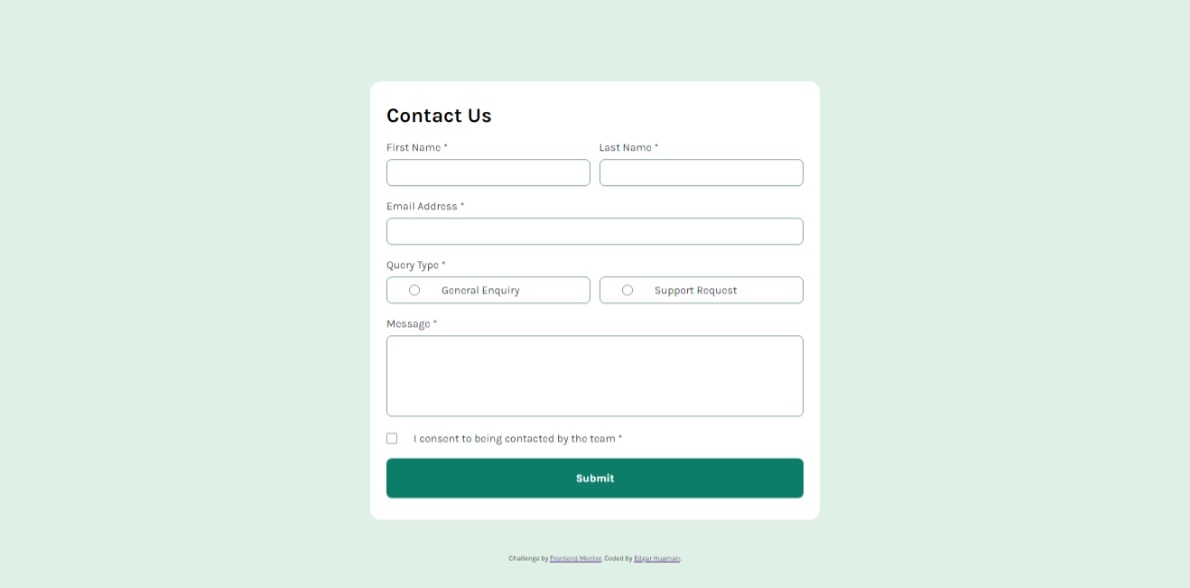 Contact Us
First Name * Last Name *
Email Address *
Query Type *
General Enquiry Support Request
Message *
I consent to being contacted by the team *
Submit
Challenge by Frontend Mentor. Coded by Edgar Huaman.